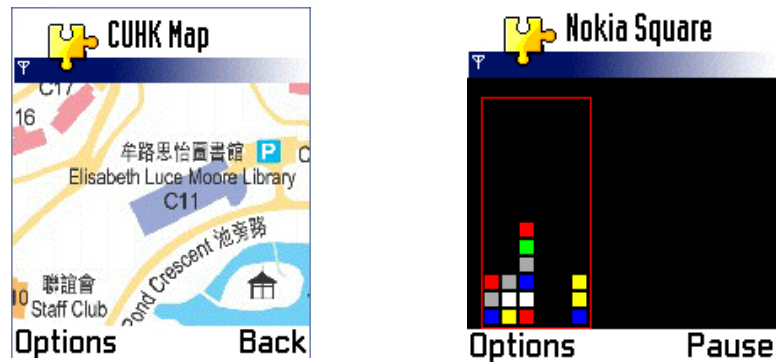 CUHK Map
C17
16
牟路思怡圖書館 P C
Elisabeth Luce Moore Library
C11
Pond Crescent 池旁路
聯誼會
10 Staff Club
Options Back
Nokia Square
Options Pause